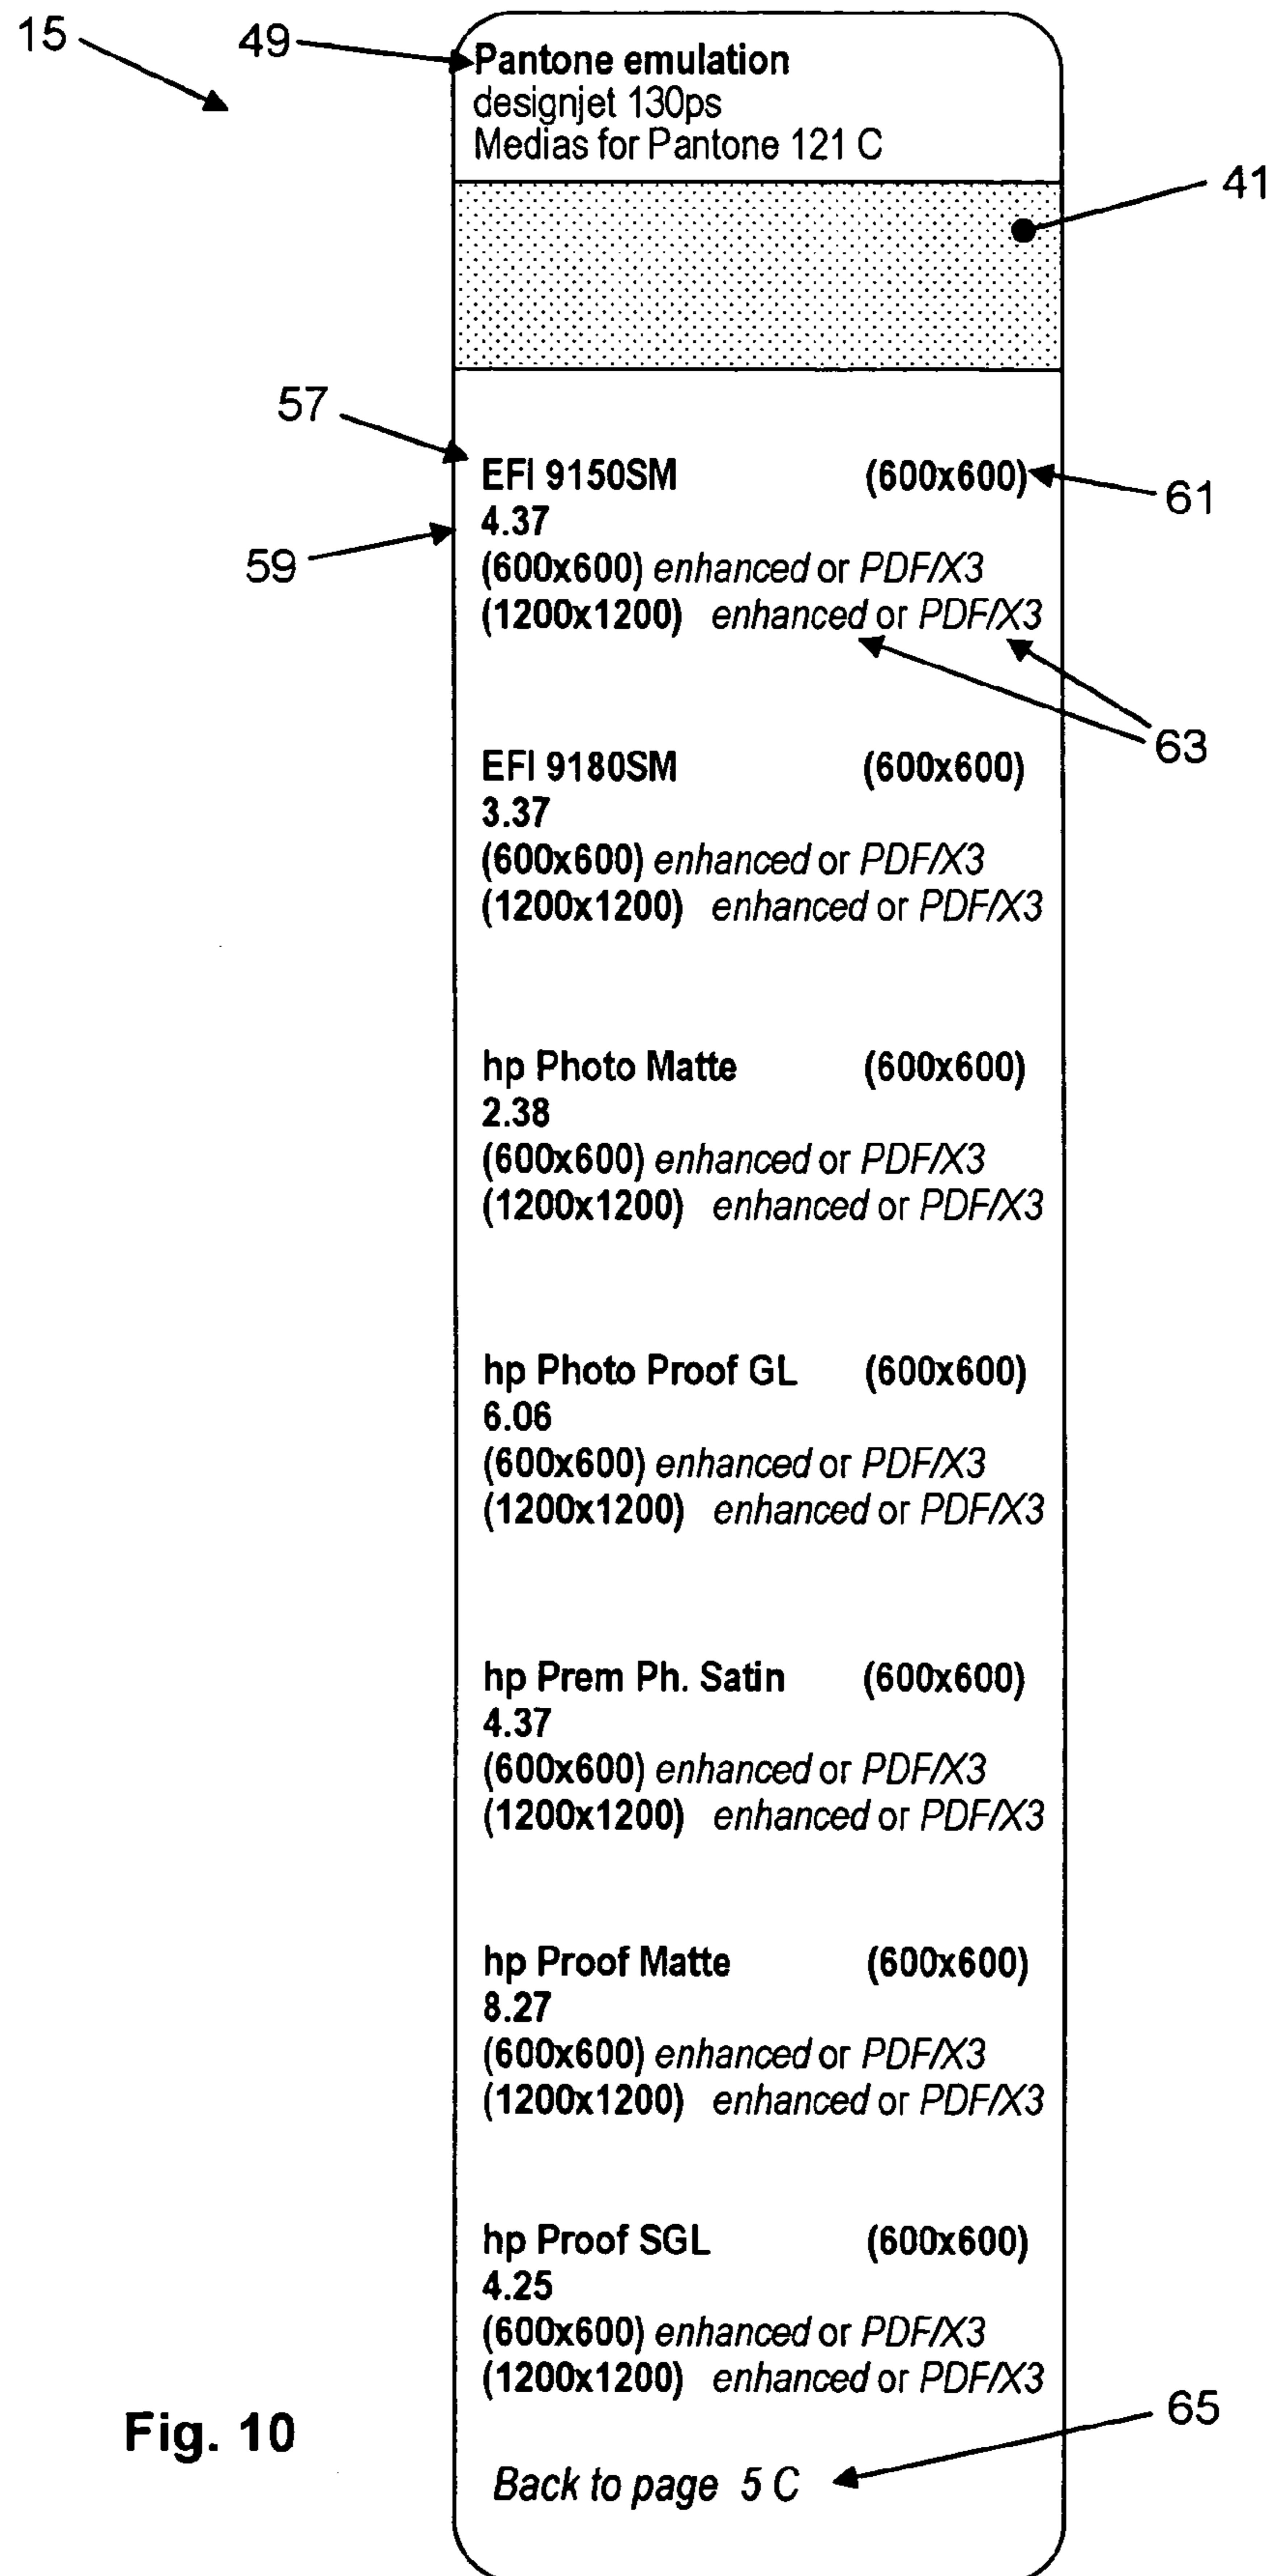 15
49
Pantone emulation
designjet 130ps
Medias for Pantone 121 C
41
57
EFI 9150SM (600x600)
61
4.37
59
(600x600) enhanced or PDF/X3
(1200x1200) enhanced or PDF/X3
63
EFI 9180SM (600x600)
3.37
(600x600) enhanced or PDF/X3
(1200x1200) enhanced or PDF/X3
hp Photo Matte (600x600)
2.38
(600x600) enhanced or PDF/X3
(1200x1200) enhanced or PDF/X3
hp Photo Proof GL (600x600)
6.06
(600x600) enhanced or PDF/X3
(1200x1200) enhanced or PDF/X3
hp Prem Ph. Satin (600x600)
4.37
(600x600) enhanced or PDF/X3
(1200x1200) enhanced or PDF/X3
hp Proof Matte (600x600)
8.27
(600x600) enhanced or PDF/X3
(1200x1200) enhanced or PDF/X3
hp Proof SGL (600x600)
4.25
(600x600) enhanced or PDF/X3
(1200x1200) enhanced or PDF/X3
65
Fig. 10
Back to page 5 C